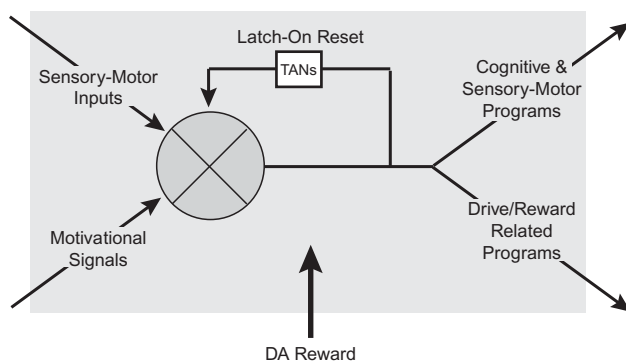 Latch-On Reset
TANs
Sensory-Motor
Inputs
Cognitive &
Sensory-Motor
Programs
Motivational
Signals
Drive/Reward
Related
Programs
DA Reward